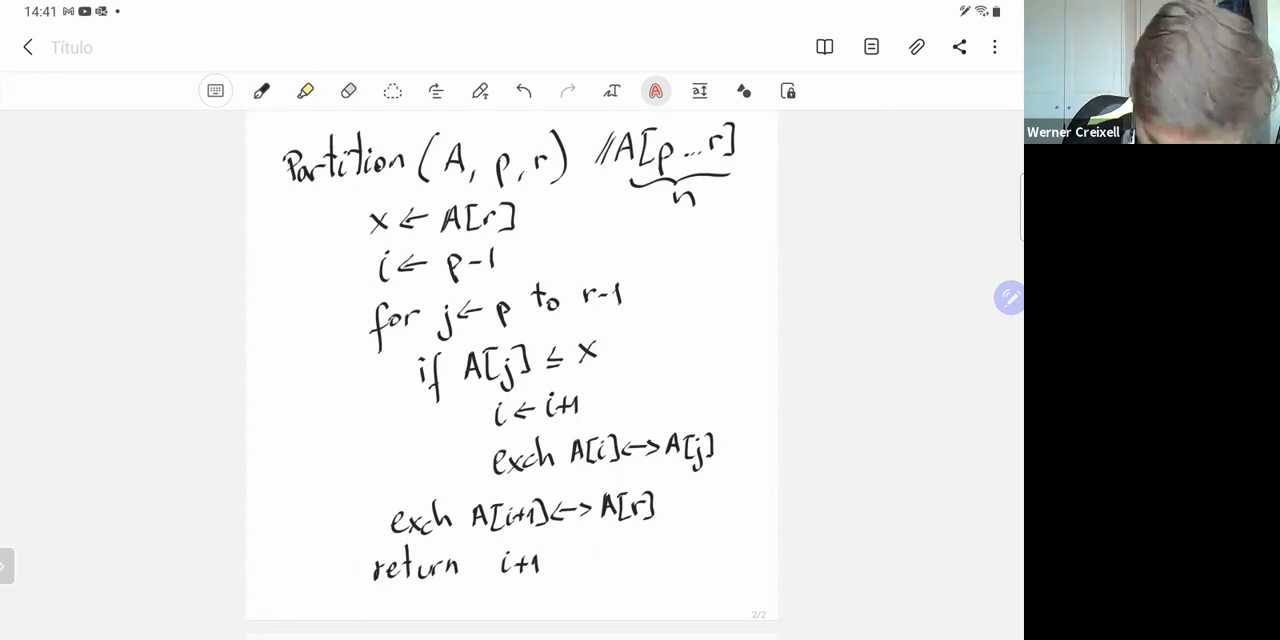 14:41
Título
Werner Creixell
Partition (A, p, r) //A[p...r]
n
x ← A[r]
i ← p-1
for j ← p to r-1
if A[j] ≤ x
i ← i+1
exch A[i] ↔ A[j]
exch A[i+1] ↔ A[r]
return i+1
2/2